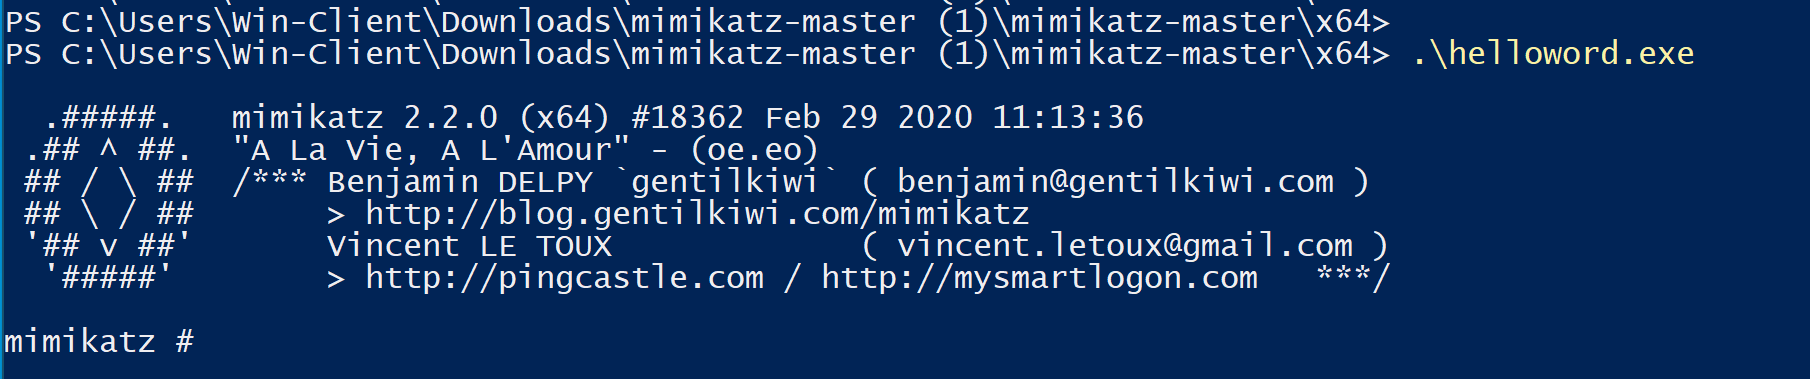 PS C:\Users\Win-Client\Downloads\mimikatz-master (1)\mimikatz-master\x64>
PS C:\Users\Win-Client\Downloads\mimikatz-master (1)\mimikatz-master\x64> .\helloword.exe
  .#####.   mimikatz 2.2.0 (x64) #18362 Feb 29 2020 11:13:36
 .## ^ ##.  "A La Vie, A L'Amour" - (oe.eo)
 ## / \ ##  /*** Benjamin DELPY `gentilkiwi` ( benjamin@gentilkiwi.com )
 ## \ / ##       > http://blog.gentilkiwi.com/mimikatz
 '## v ##'       Vincent LE TOUX             ( vincent.letoux@gmail.com )
  '#####'        > http://pingcastle.com / http://mysmartlogon.com   ***/
mimikatz #